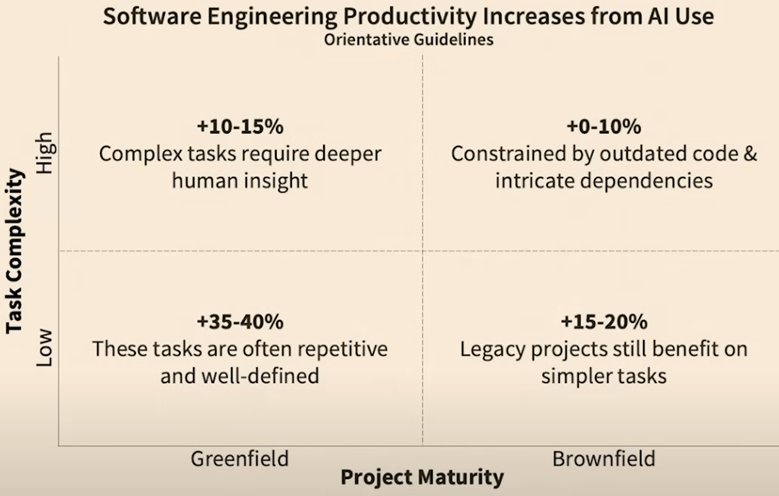 Software Engineering Productivity Increases from AI Use
Orientative Guidelines
Task Complexity
High
+10-15%
Complex tasks require deeper
human insight
+0-10%
Constrained by outdated code &
intricate dependencies
Low
+35-40%
These tasks are often repetitive
and well-defined
+15-20%
Legacy projects still benefit on
simpler tasks
Greenfield
Brownfield
Project Maturity